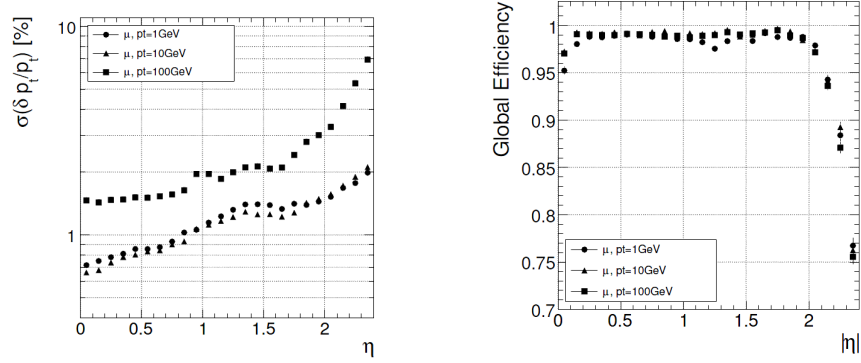 σ(δ pt/pt) [%]
10
1
μ, pt=1GeV
μ, pt=10GeV
μ, pt=100GeV
0 0.5 1 1.5 2
η
Global Efficiency
1
0.95
0.9
0.85
0.8
0.75
0.7
μ, pt=1GeV
μ, pt=10GeV
μ, pt=100GeV
0 0.5 1 1.5 2
|η|